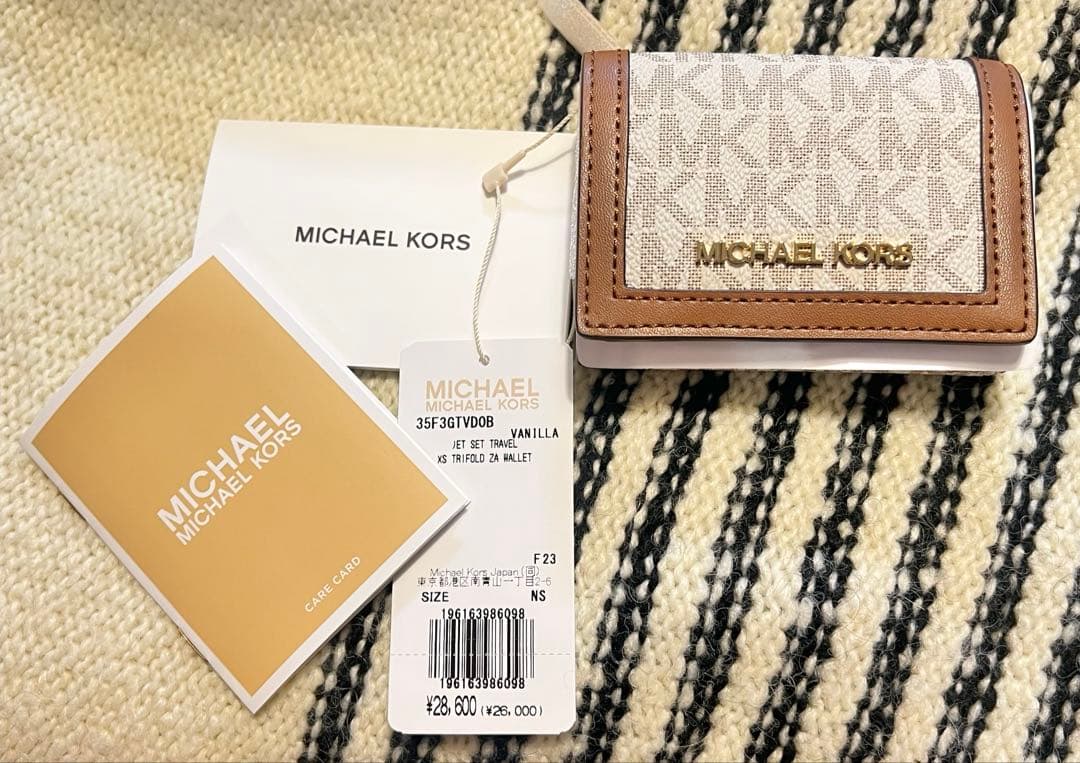 MICHAEL KORS
MICHAEL KORS
MICHAEL
MICHAEL KORS
CARE CARD
MICHAEL
MICHAEL KORS
35F3GTVD0B
VANILLA
JET SET TRAVEL
XS TRIFOLD ZA WALLET
F23
Michael Kors Japan (同)
東京都港区南青山一丁目2-6
SIZE NS
196163986098
196163986098
¥28,600 (¥26,000)